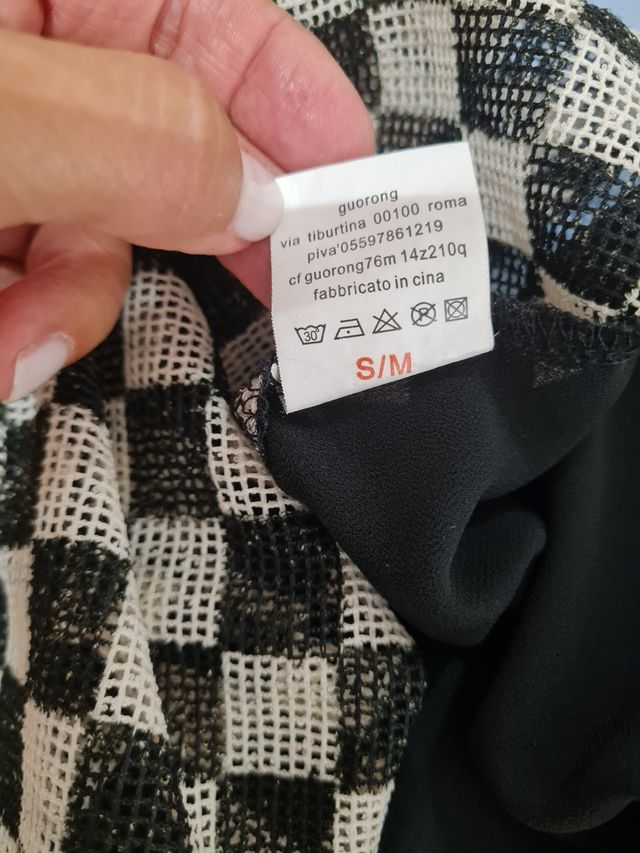 guorong
via tiburtina 00100 roma
piva'05597861219
cf guorong76m 14z210q
fabbricato in cina
30°
S/M